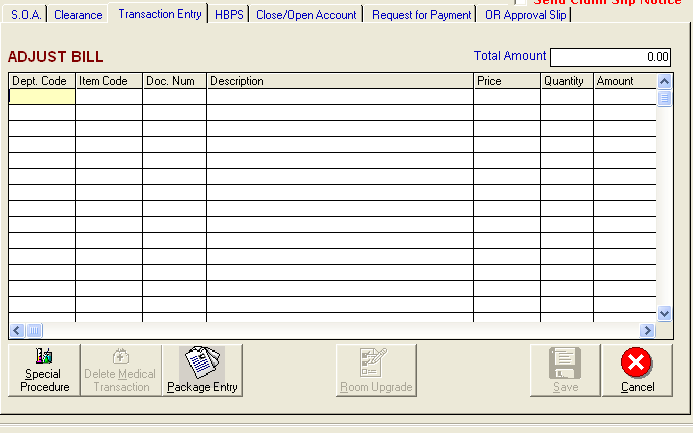 Send Claim Slip Notice
S.O.A. Clearance Transaction Entry HBPS Close/Open Account Request for Payment OR Approval Slip
ADJUST BILL Total Amount 0.00
Dept. Code Item Code Doc. Num Description Price Quantity Amount
Special Procedure
Delete Medical Transaction
Package Entry
Room Upgrade
Save
Cancel